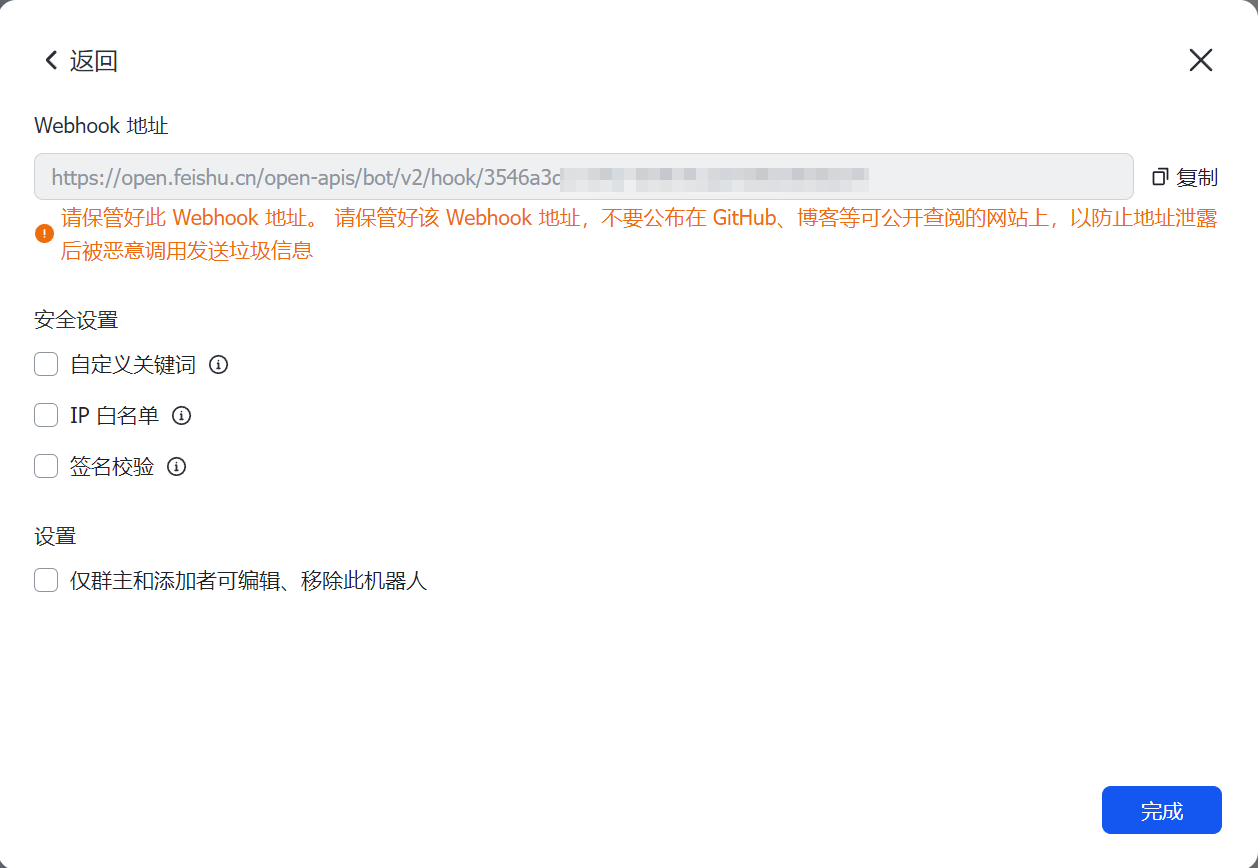 返回
Webhook 地址
https://open.feishu.cn/open-apis/bot/v2/hook/3546a3c
复制
请保管好此 Webhook 地址。 请保管好该 Webhook 地址，不要公布在 GitHub、博客等可公开查阅的网站上，以防止地址泄露
后被恶意调用发送垃圾信息
安全设置
自定义关键词
IP 白名单
签名校验
设置
仅群主和添加者可编辑、移除此机器人
完成